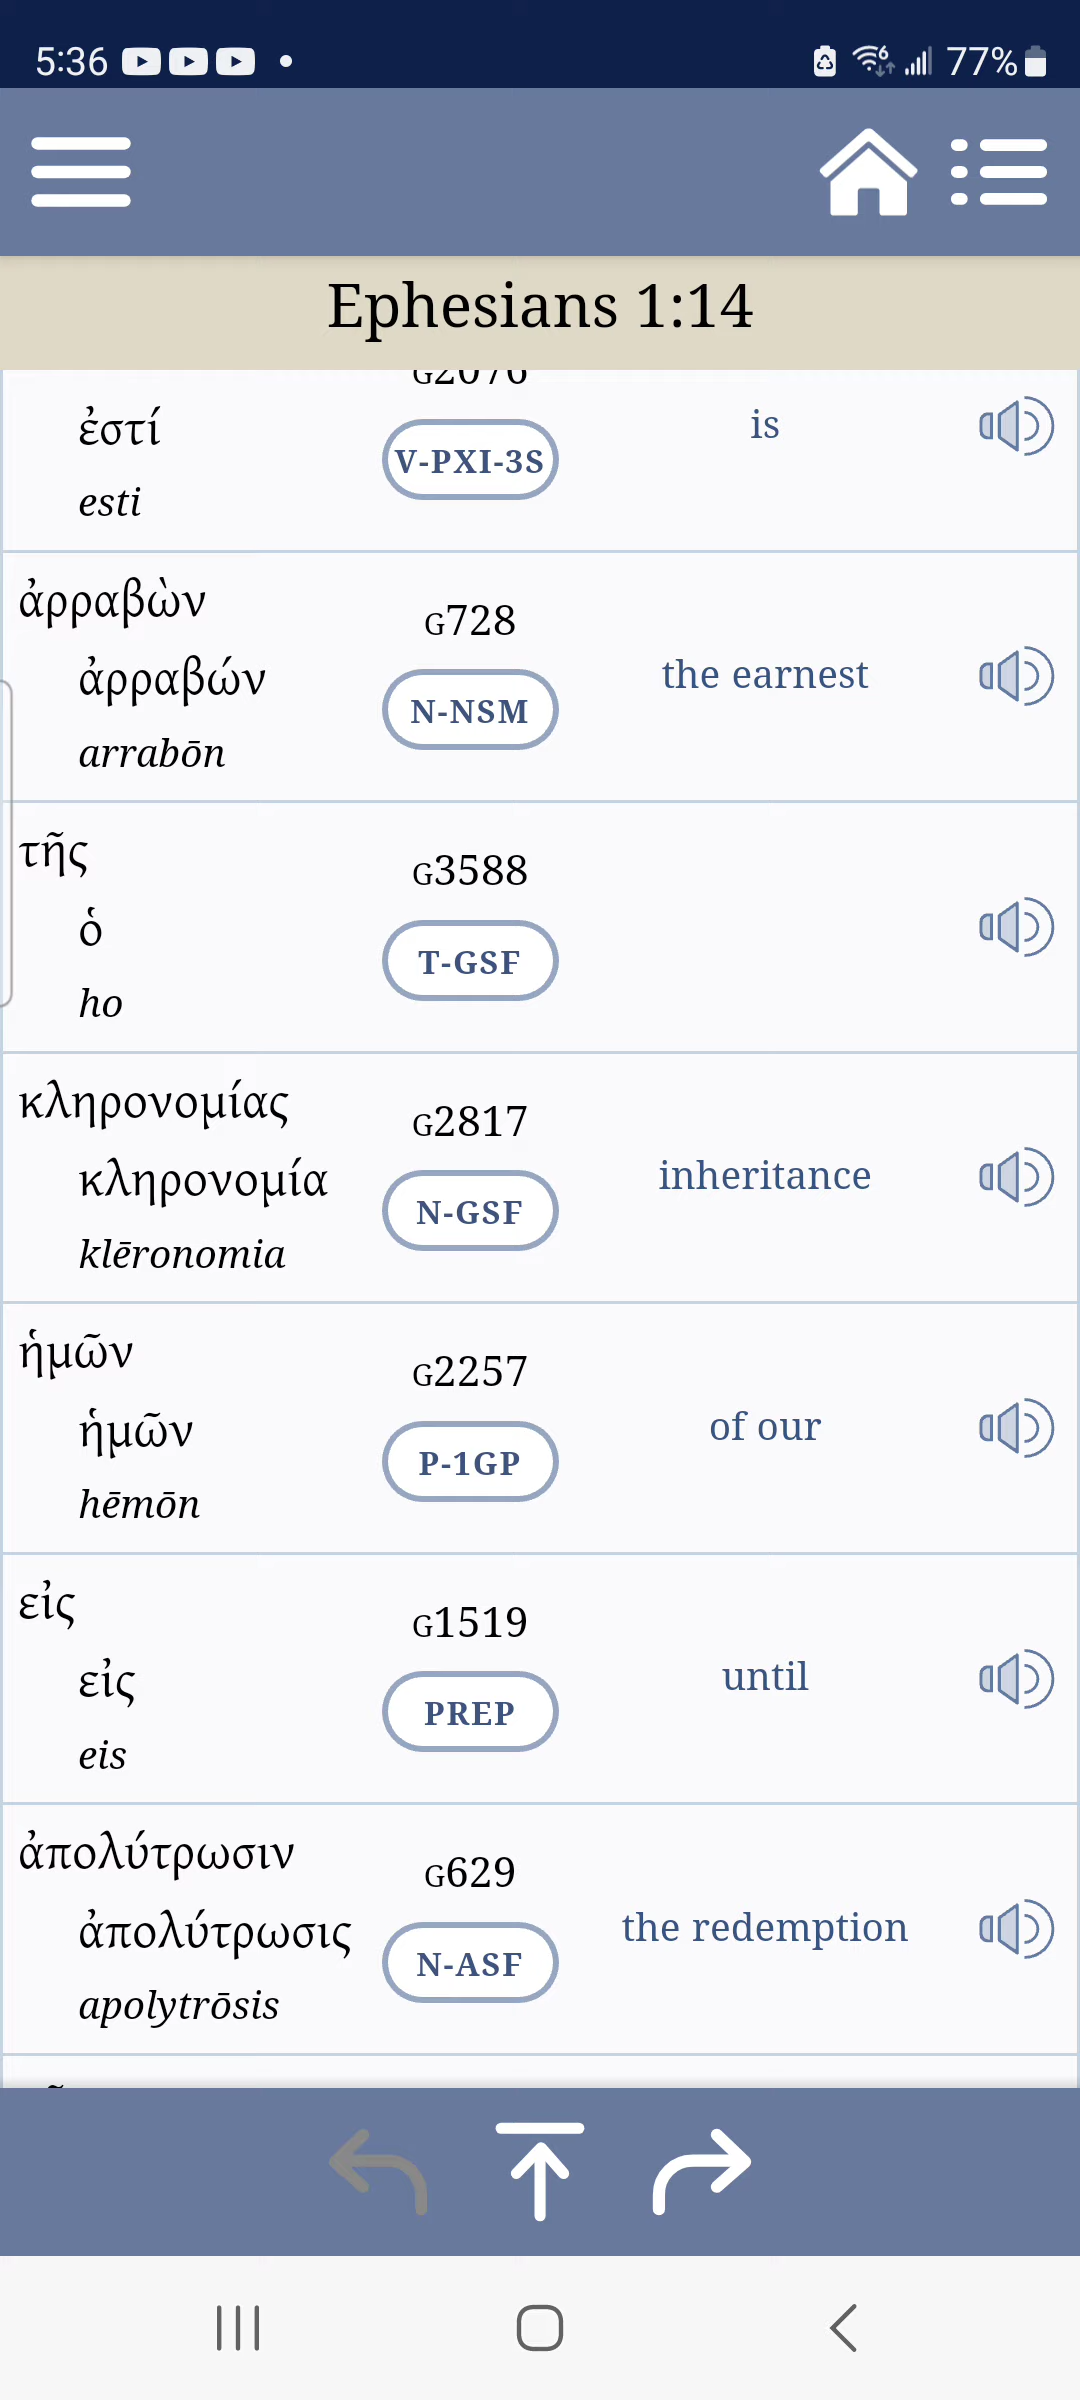 5:36
77%
Ephesians 1:14
G2076
ἐστί
V-PXI-3S
is
esti
ἀρραβὼν
G728
ἀρραβών
N-NSM
the earnest
arrabōn
τῆς
G3588
ὁ
T-GSF
ho
κληρονομίας
G2817
κληρονομία
N-GSF
inheritance
klēronomia
ἡμῶν
G2257
ἡμῶν
P-1GP
of our
hēmōn
εἰς
G1519
εἰς
PREP
until
eis
ἀπολύτρωσιν
G629
ἀπολύτρωσις
N-ASF
the redemption
apolytrōsis